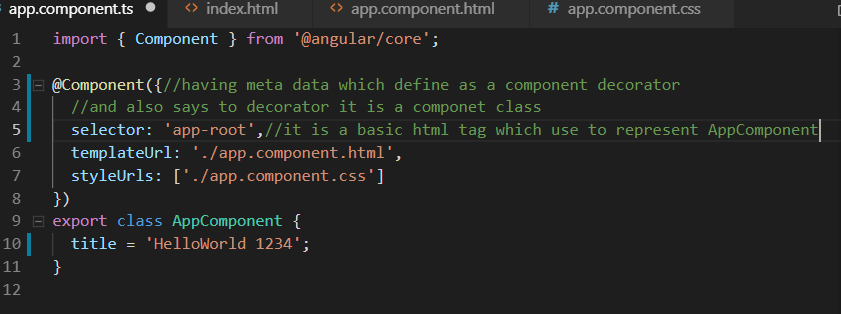 app.component.ts ● <> index.html <> app.component.html # app.component.css
1 import { Component } from '@angular/core';
2
3 @Component({//having meta data which define as a component decorator
4 //and also says to decorator it is a componet class
5 selector: 'app-root',//it is a basic html tag which use to represent AppComponent
6 templateUrl: './app.component.html',
7 styleUrls: ['./app.component.css']
8 })
9 export class AppComponent {
10 title = 'HelloWorld 1234';
11 }
12